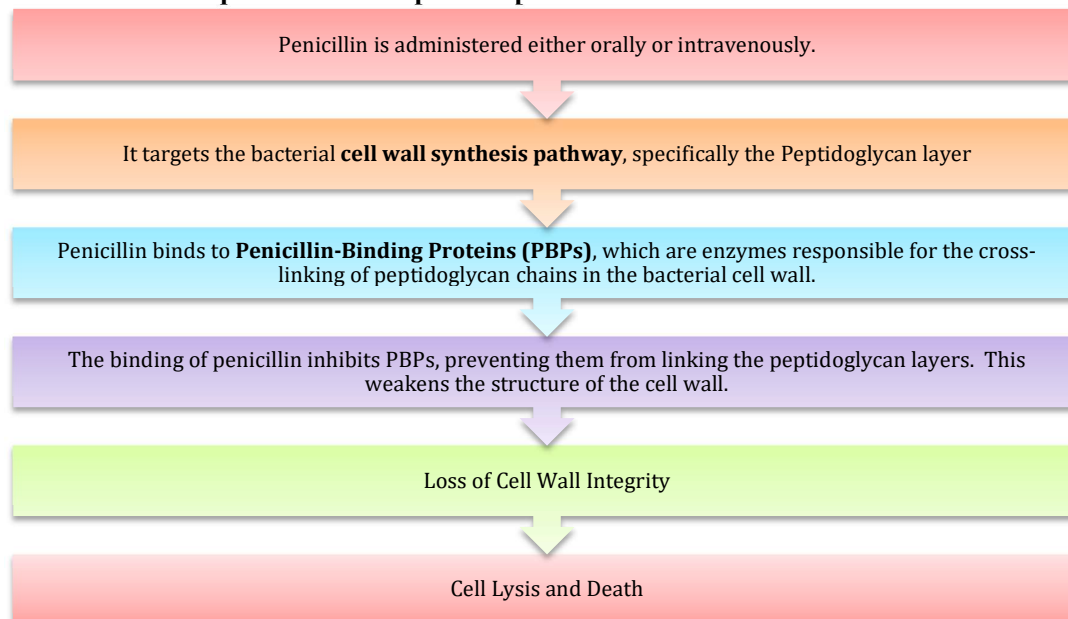 Penicillin is administered either orally or intravenously.
It targets the bacterial cell wall synthesis pathway, specifically the Peptidoglycan layer
Penicillin binds to Penicillin-Binding Proteins (PBPs), which are enzymes responsible for the cross-
linking of peptidoglycan chains in the bacterial cell wall.
The binding of penicillin inhibits PBPs, preventing them from linking the peptidoglycan layers. This
weakens the structure of the cell wall.
Loss of Cell Wall Integrity
Cell Lysis and Death